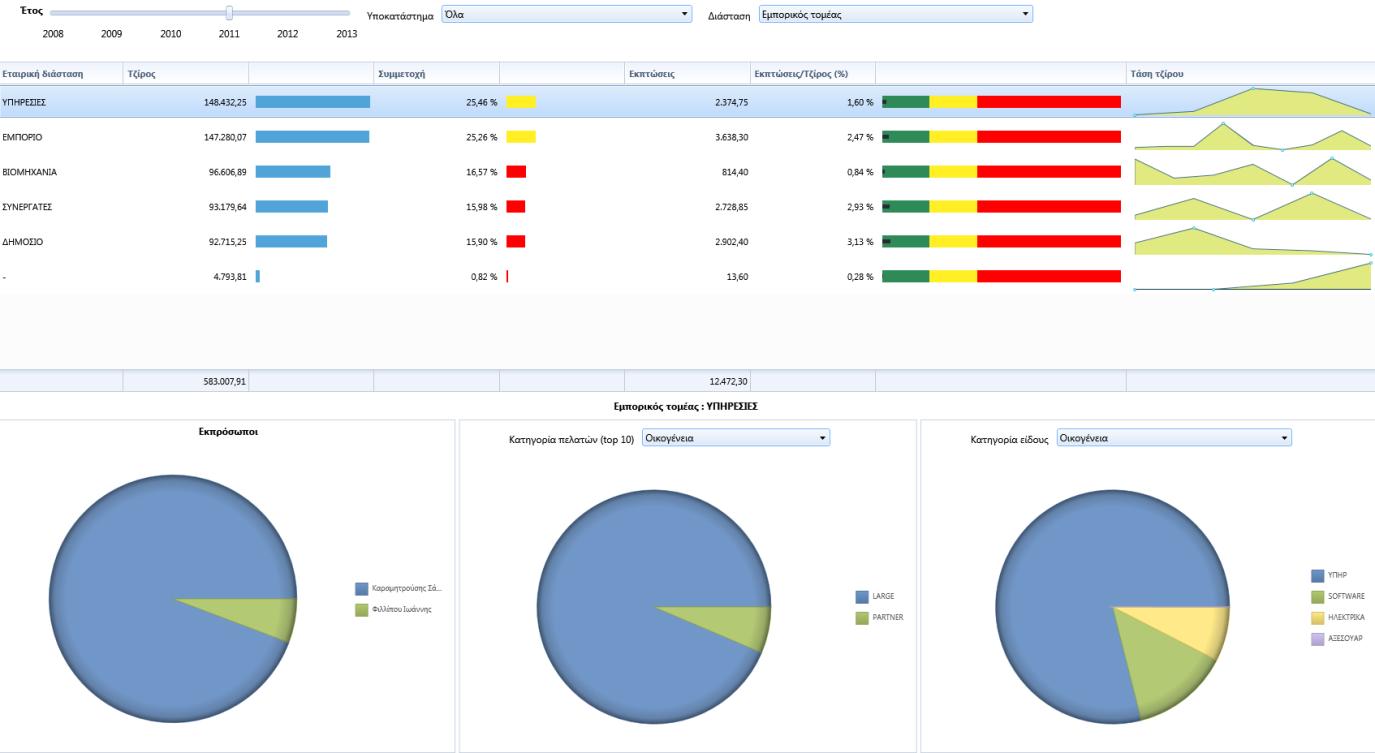 Έτος
Υποκατάστημα Όλα Διάσταση Εμπορικός τομέας
2008 2009 2010 2011 2012 2013
Εταιρική διάσταση Τζίρος Συμμετοχή Εκπτώσεις Εκπτώσεις/Τζίρος (%) Τάση τζίρου
ΥΠΗΡΕΣΙΕΣ 148.432,25 25,46 % 2.374,75 1,60 %
ΕΜΠΟΡΙΟ 147.280,07 25,26 % 3.638,30 2,47 %
ΒΙΟΜΗΧΑΝΙΑ 96.606,89 16,57 % 814,40 0,84 %
ΣΥΝΕΡΓΑΤΕΣ 93.179,64 15,98 % 2.728,85 2,93 %
ΔΗΜΟΣΙΟ 92.715,25 15,90 % 2.902,40 3,13 %
- 4.793,81 0,82 % 13,60 0,28 %
583.007,91 12.472,30
Εμπορικός τομέας : ΥΠΗΡΕΣΙΕΣ
Εκπρόσωποι
Καραμητρούσης Σά...
Φιλλίπου Ιωάννης
Κατηγορία πελατών (top 10) Οικογένεια
LARGE
PARTNER
Κατηγορία είδους Οικογένεια
ΥΠΗΡ
SOFTWARE
ΗΛΕΚΤΡΙΚΑ
ΑΞΕΣΟΥΑΡ